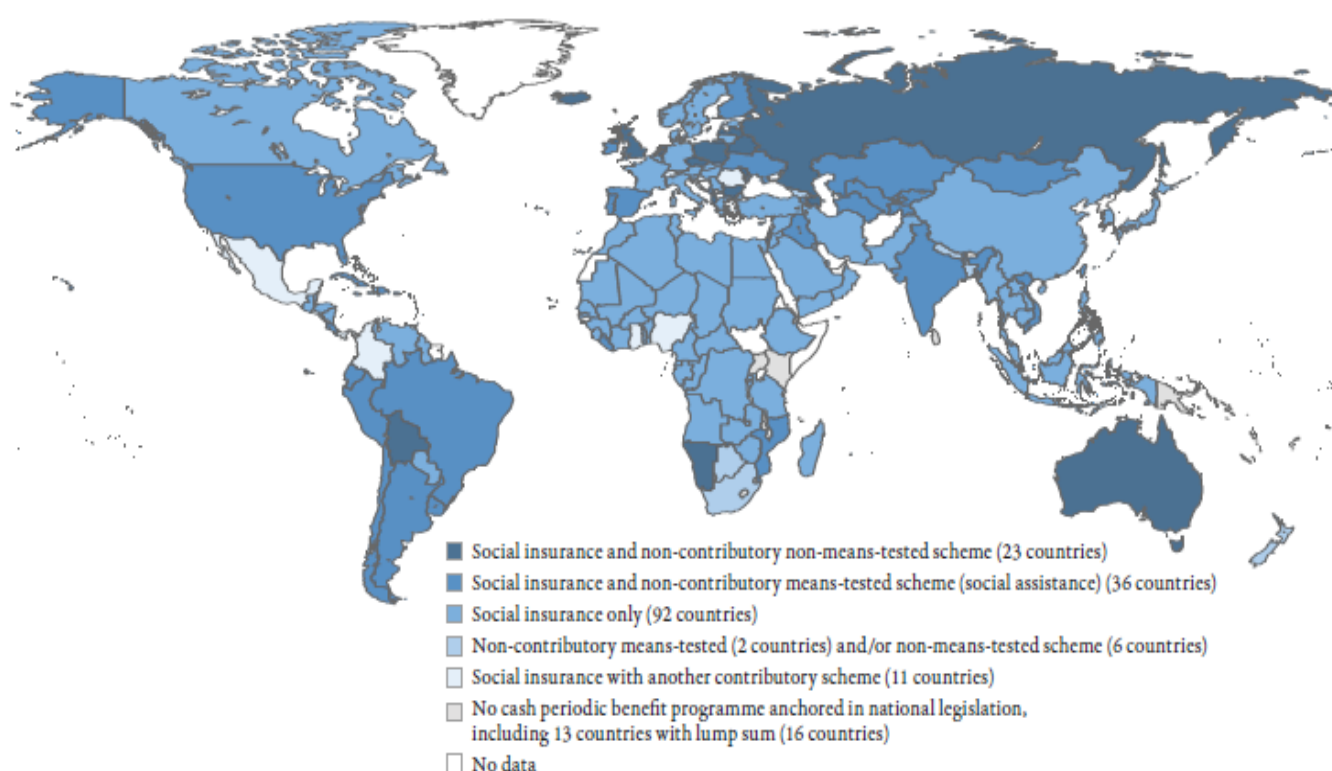 Social insurance and non-contributory non-means-tested scheme (23 countries)
Social insurance and non-contributory means-tested scheme (social assistance) (36 countries)
Social insurance only (92 countries)
Non-contributory means-tested (2 countries) and/or non-means-tested scheme (6 countries)
Social insurance with another contributory scheme (11 countries)
No cash periodic benefit programme anchored in national legislation,
including 13 countries with lump sum (16 countries)
No data